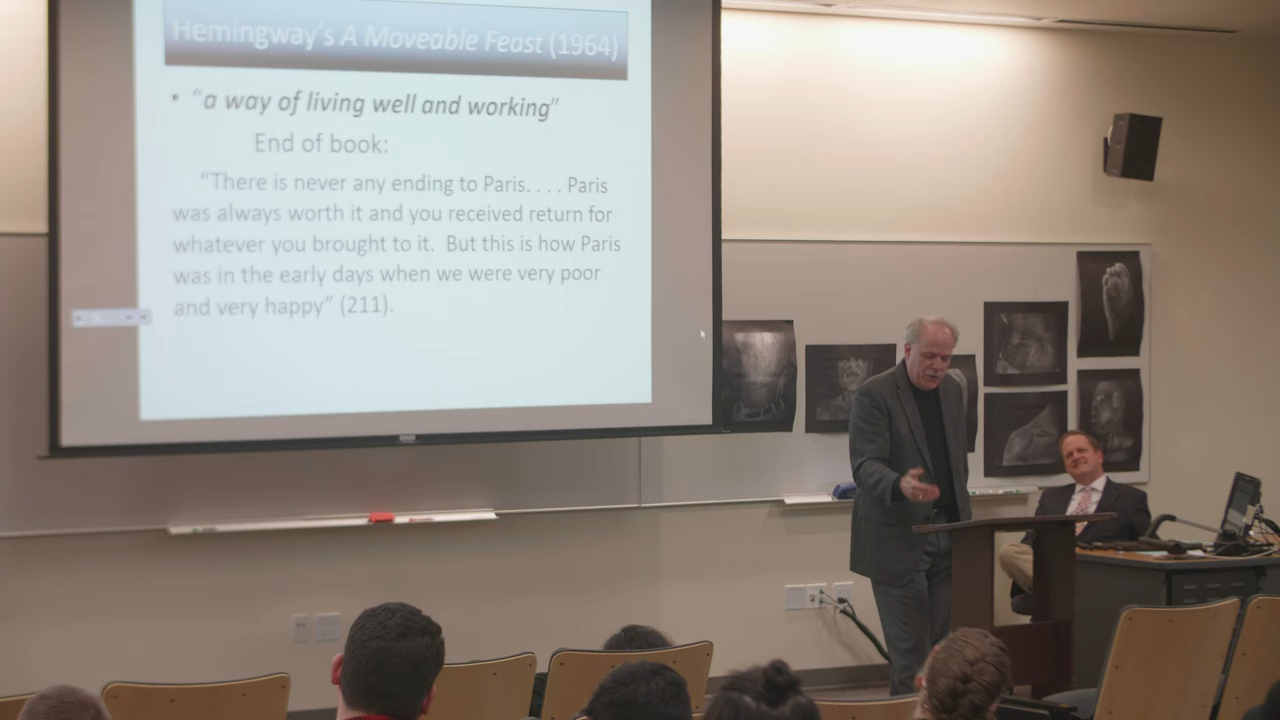 Hemingway's A Moveable Feast (1964)
• "a way of living well and working"
End of book:
"There is never any ending to Paris. . . . Paris
was always worth it and you received return for
whatever you brought to it.  But this is how Paris
was in the early days when we were very poor
and very happy" (211).